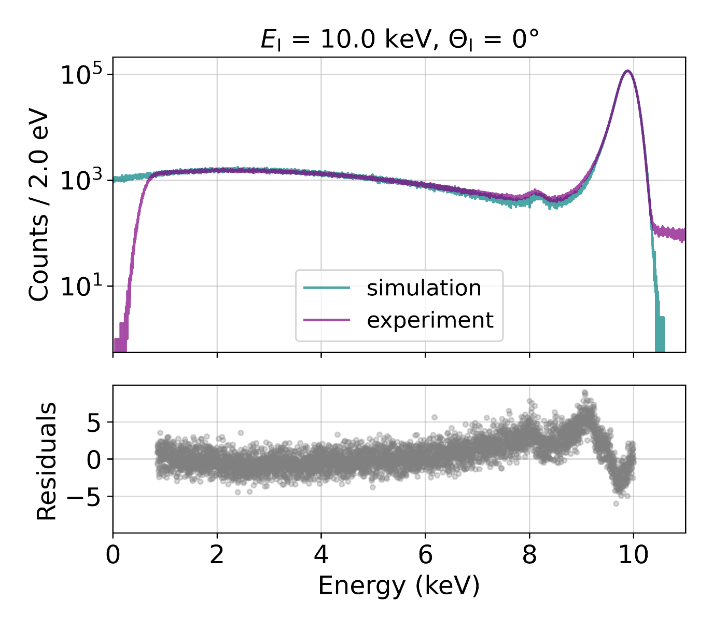 E_I = 10.0 keV, Θ_I = 0°
Counts / 2.0 eV
10^5
10^3
10^1
simulation
experiment
Residuals
5
0
−5
0 2 4 6 8 10
Energy (keV)